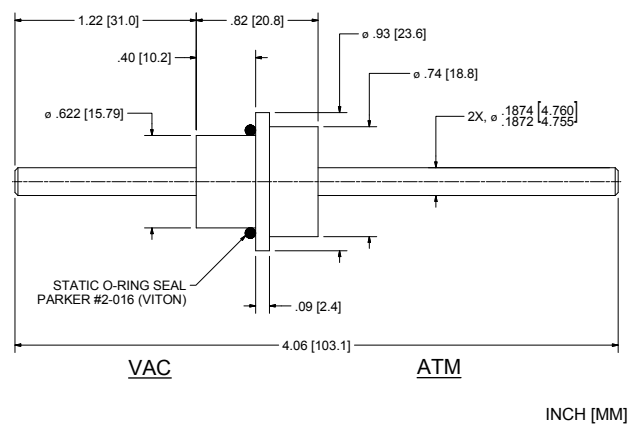 1.22 [31.0]
.82 [20.8]
ø .93 [23.6]
.40 [10.2]
ø .74 [18.8]
ø .622 [15.79]
2X, ø .1874 [4.760]
.1872 4.755
STATIC O-RING SEAL
PARKER #2-016 (VITON)
.09 [2.4]
4.06 [103.1]
VAC
ATM
INCH [MM]